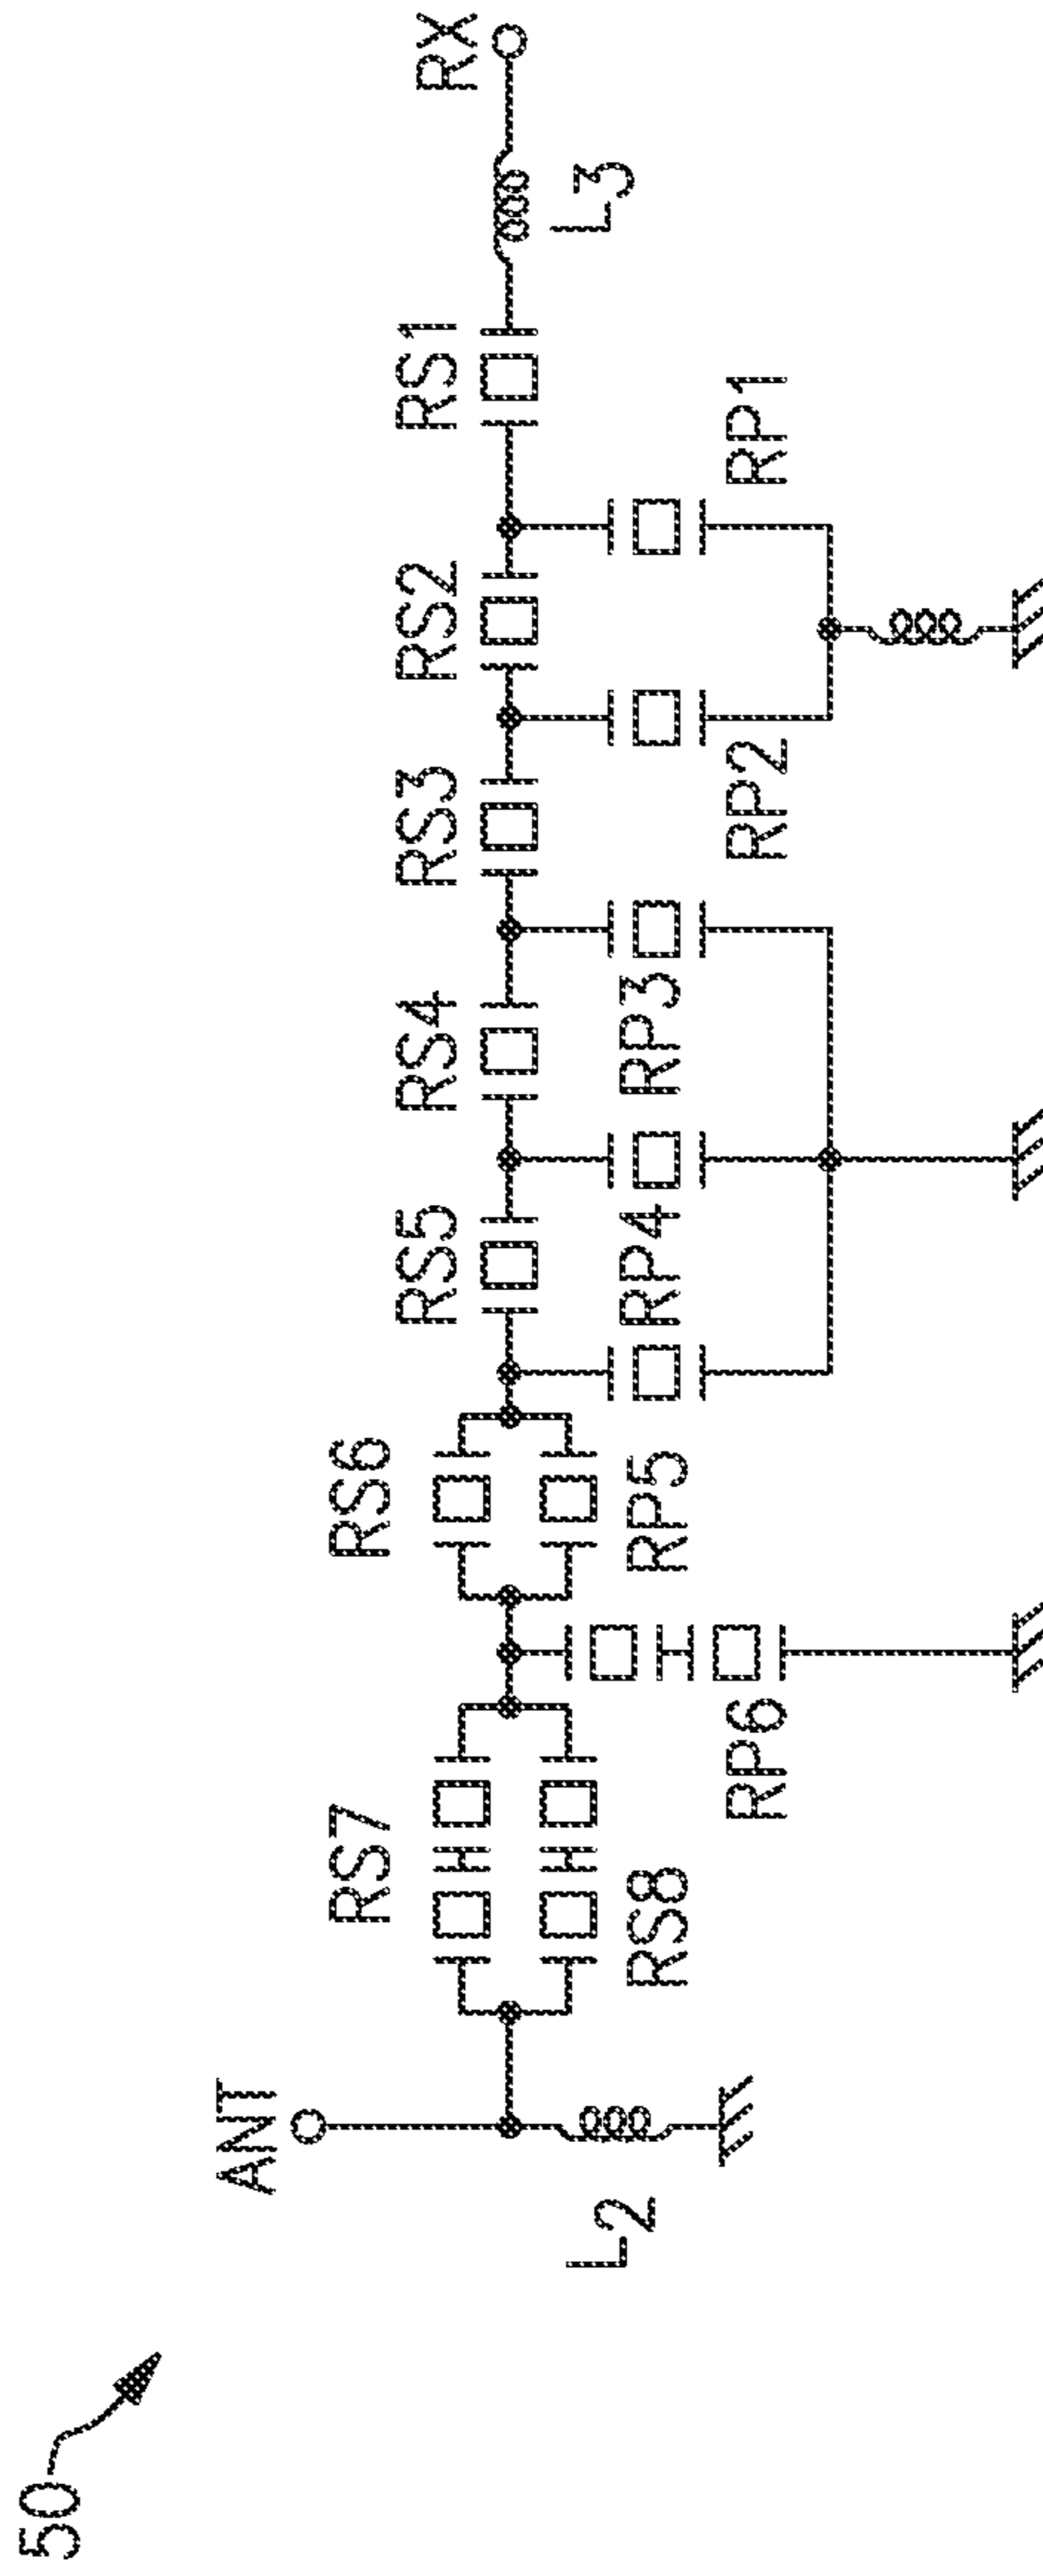 50
ANT
L2
RS7
RS8
RP6
RS6
RP5
RS5
RP4
RS4
RP3
RS3
RP2
RS2
RP1
RS1
L3
RX